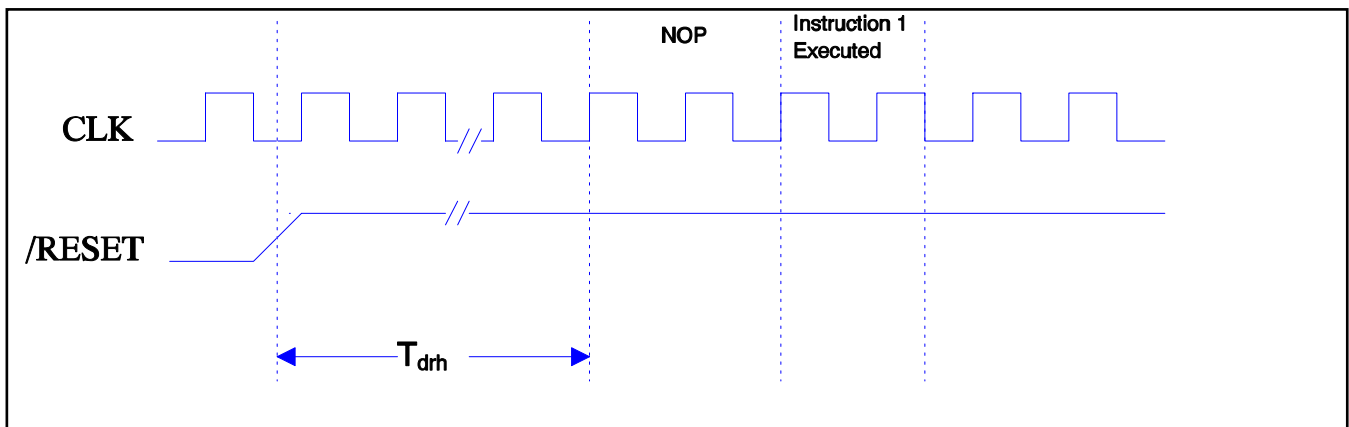 NOP
Instruction 1
Executed
CLK
/RESET
Tdrh